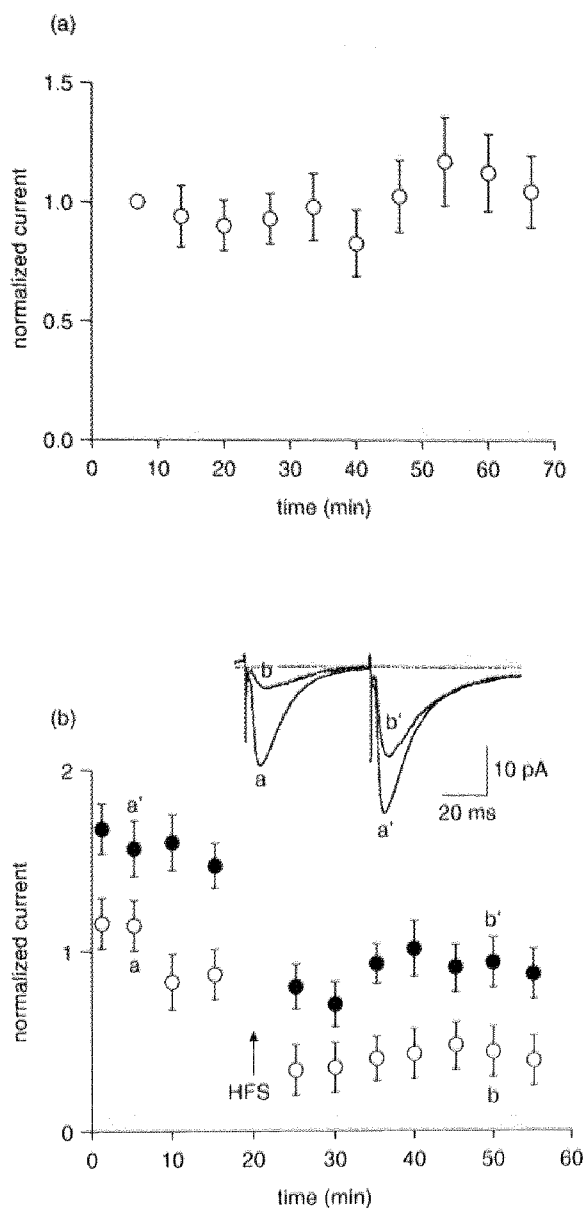 (a)
1.5
1.0
0.5
0.0
normalized current
0 10 20 30 40 50 60 70
time (min)
(b)
b
a
b'
a'
10 pA
20 ms
2
1
0
normalized current
a'
a
HFS
b'
b
0 10 20 30 40 50 60
time (min)